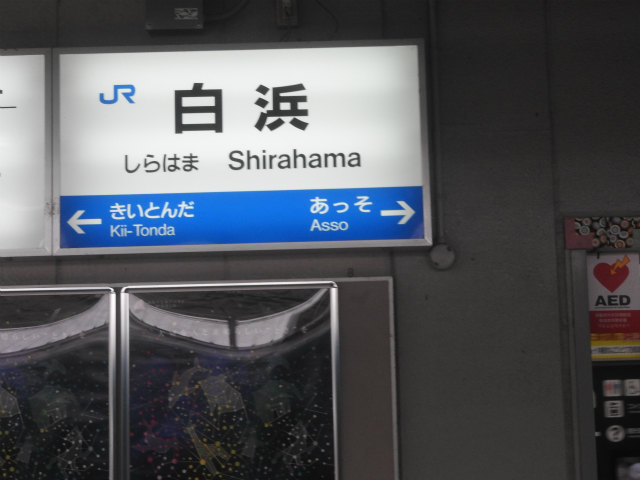 JR 白浜
しらはま Shirahama
← きいとんだ
Kii-Tonda
あっそ →
Asso
AED